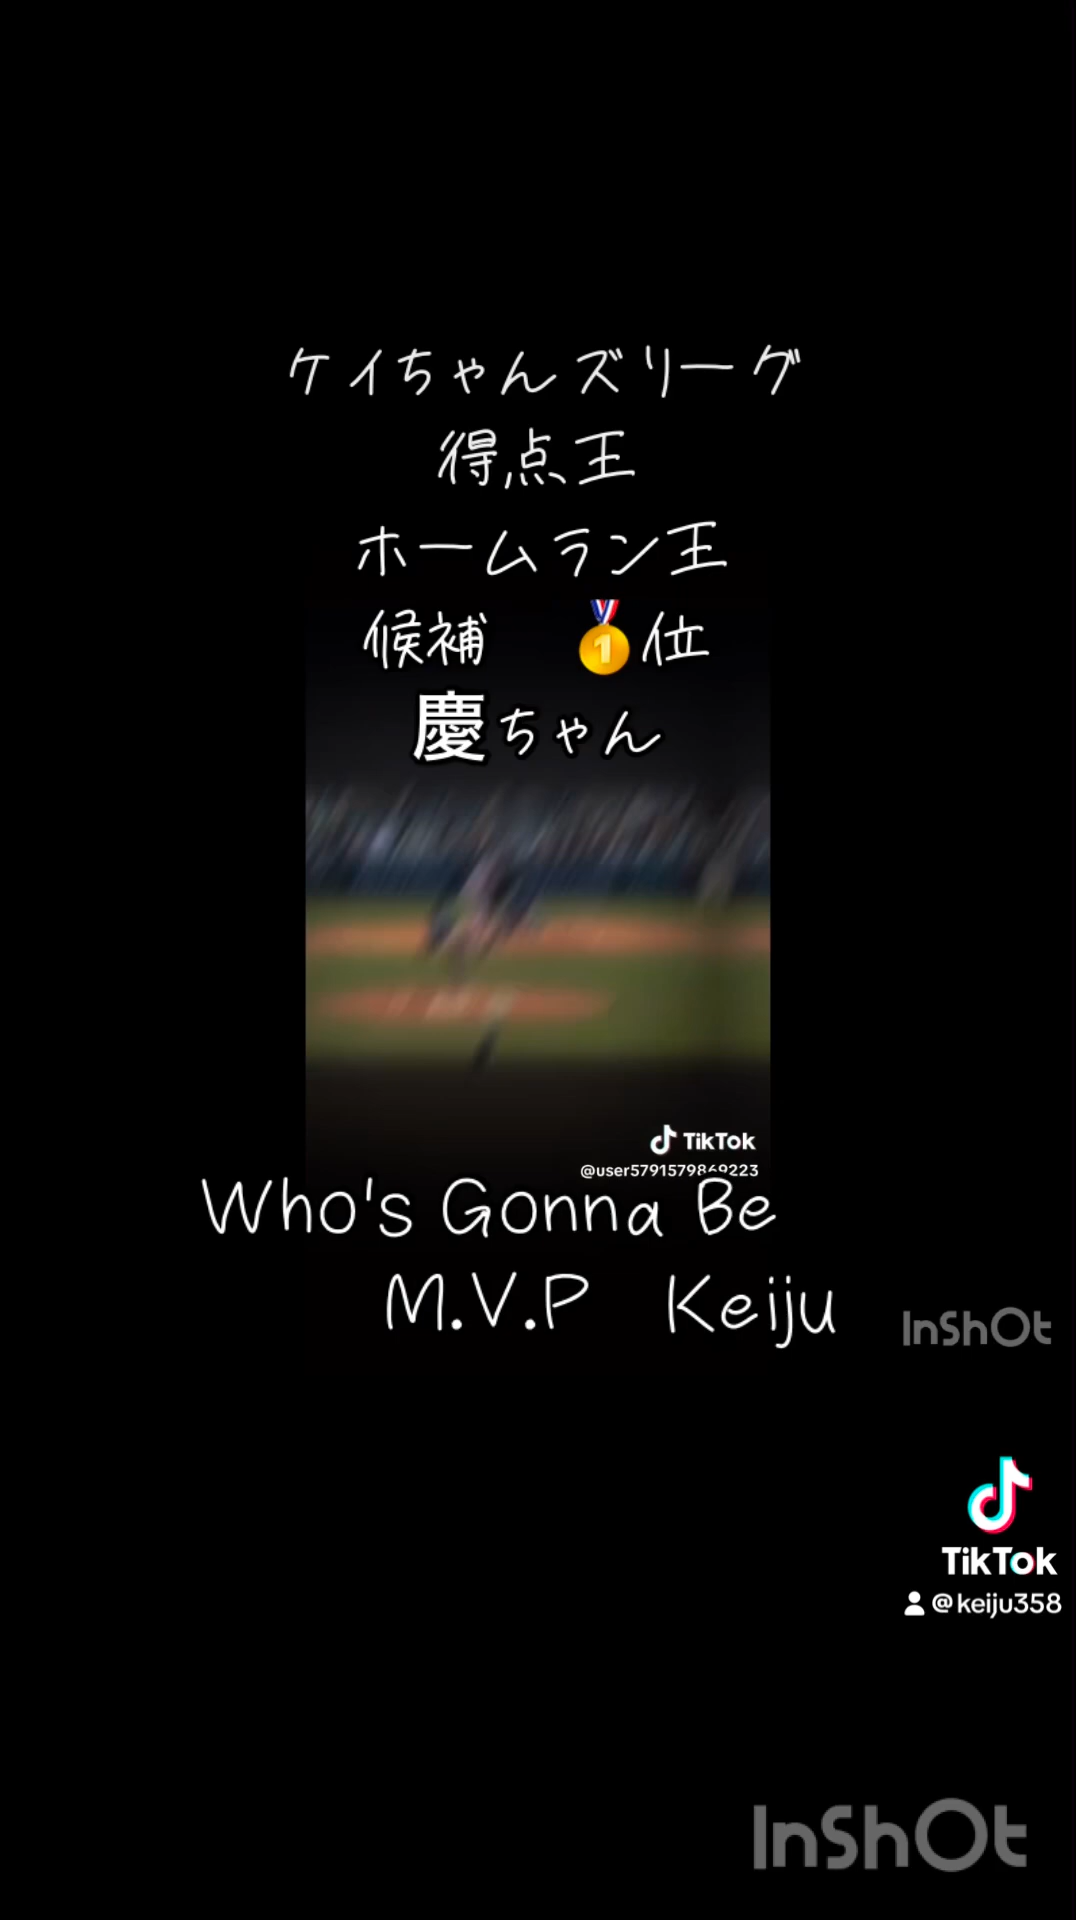 ケイちゃんズリーグ
得点王
ホームラン王
候補 🥇位
慶ちゃん
TikTok
@user5791579869223
Who's Gonna Be
M.V.P Keiju
InShOt
TikTok
@keiju358
InShOt